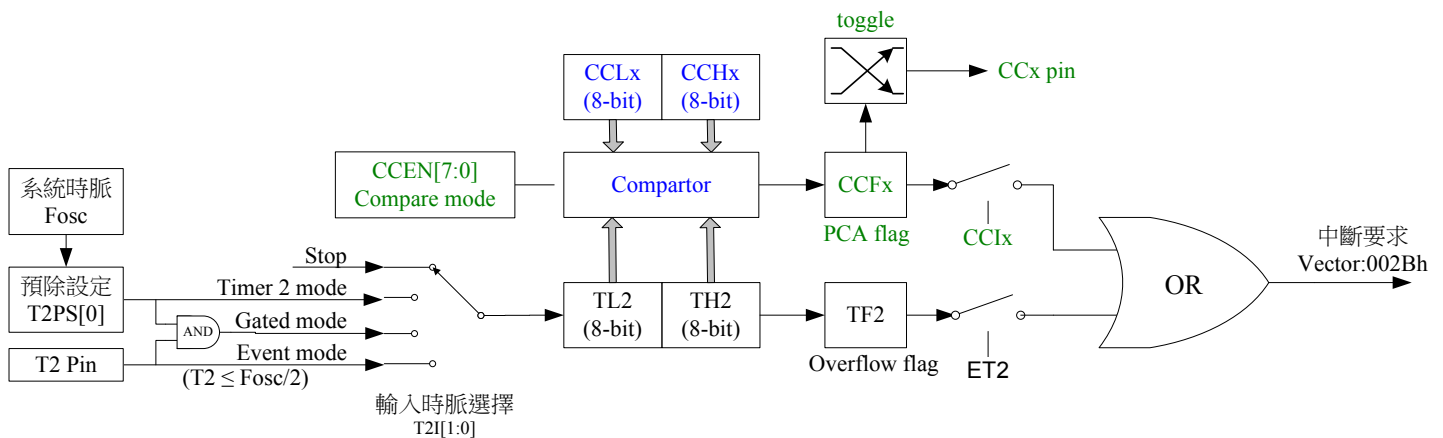 toggle
CCLx
(8-bit)
CCHx
(8-bit)
CCx pin
CCEN[7:0]
Compare mode
Compartor
CCFx
PCA flag
CCIx
系統時脈
Fosc
預除設定
T2PS[0]
T2 Pin
Stop
Timer 2 mode
AND
Gated mode
Event mode
(T2 ≤ Fosc/2)
輸入時脈選擇
T2I[1:0]
TL2
(8-bit)
TH2
(8-bit)
TF2
Overflow flag
ET2
OR
中斷要求
Vector:002Bh